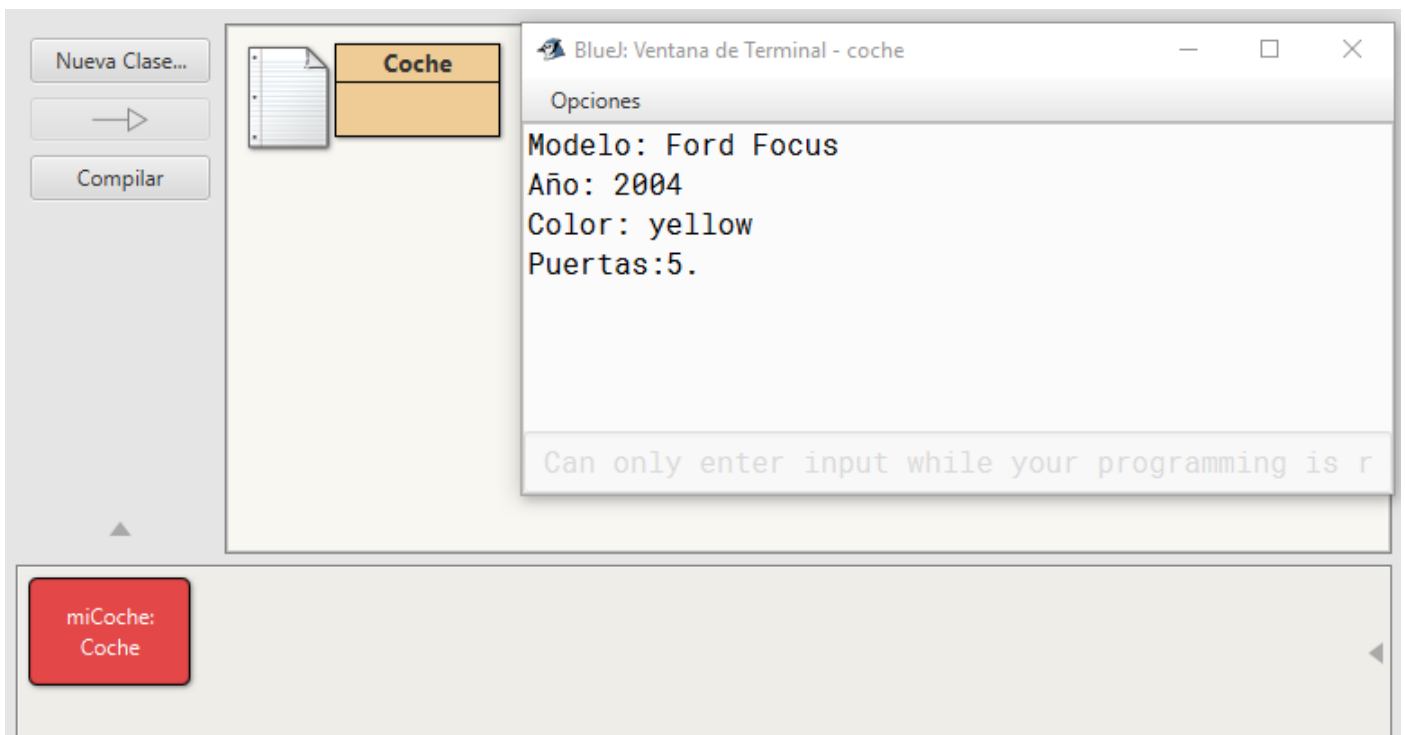 Nueva Clase...
Compilar
Coche
BlueJ: Ventana de Terminal - coche
Opciones
Modelo: Ford Focus
Año: 2004
Color: yellow
Puertas:5.
Can only enter input while your programming is r
miCoche:
Coche